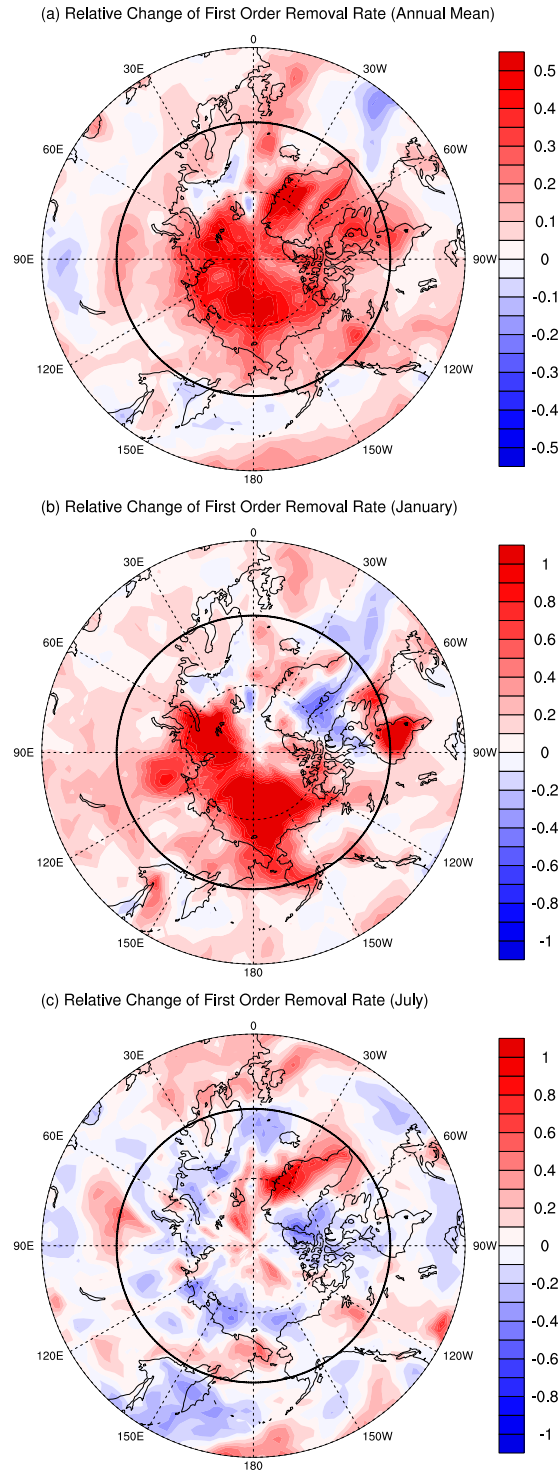 (a) Relative Change of First Order Removal Rate (Annual Mean)
0
30E
30W
60E
60W
90E
90W
120E
120W
150E
150W
180
0.5
0.4
0.3
0.2
0.1
0
-0.1
-0.2
-0.3
-0.4
-0.5
(b) Relative Change of First Order Removal Rate (January)
0
30E
30W
60E
60W
90E
90W
120E
120W
150E
150W
180
1
0.8
0.6
0.4
0.2
0
-0.2
-0.4
-0.6
-0.8
-1
(c) Relative Change of First Order Removal Rate (July)
0
30E
30W
60E
60W
90E
90W
120E
120W
150E
150W
180
1
0.8
0.6
0.4
0.2
0
-0.2
-0.4
-0.6
-0.8
-1